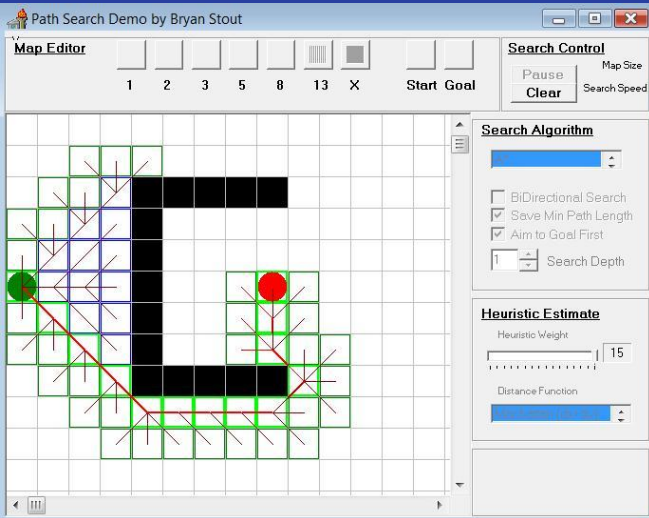 Path Search Demo by Bryan Stout
Map Editor
1 2 3 5 8 13 X Start Goal
Search Control
Pause
Clear
Map Size
Search Speed
Search Algorithm
BiDirectional Search
Save Min Path Length
Aim to Goal First
1 Search Depth
Heuristic Estimate
Heuristic Weight
15
Distance Function